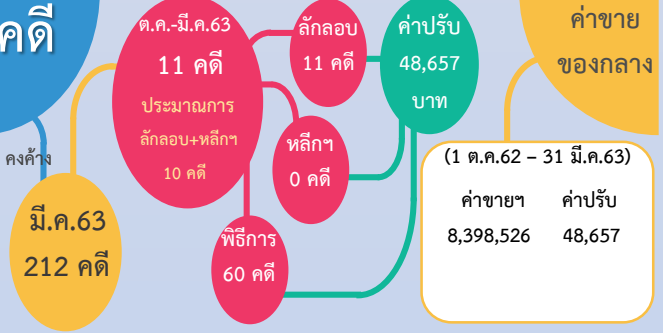 คดี
คงค้าง
มี.ค.63
212 คดี
ต.ค.-มี.ค.63
11 คดี
ประมาณการ
ลักลอบ+หลีกฯ
10 คดี
ลักลอบ
11 คดี
หลีกฯ
0 คดี
พิธีการ
60 คดี
ค่าปรับ
48,657
บาท
ค่าขาย
ของกลาง
(1 ต.ค.62 – 31 มี.ค.63)
ค่าขายฯ ค่าปรับ
8,398,526 48,657